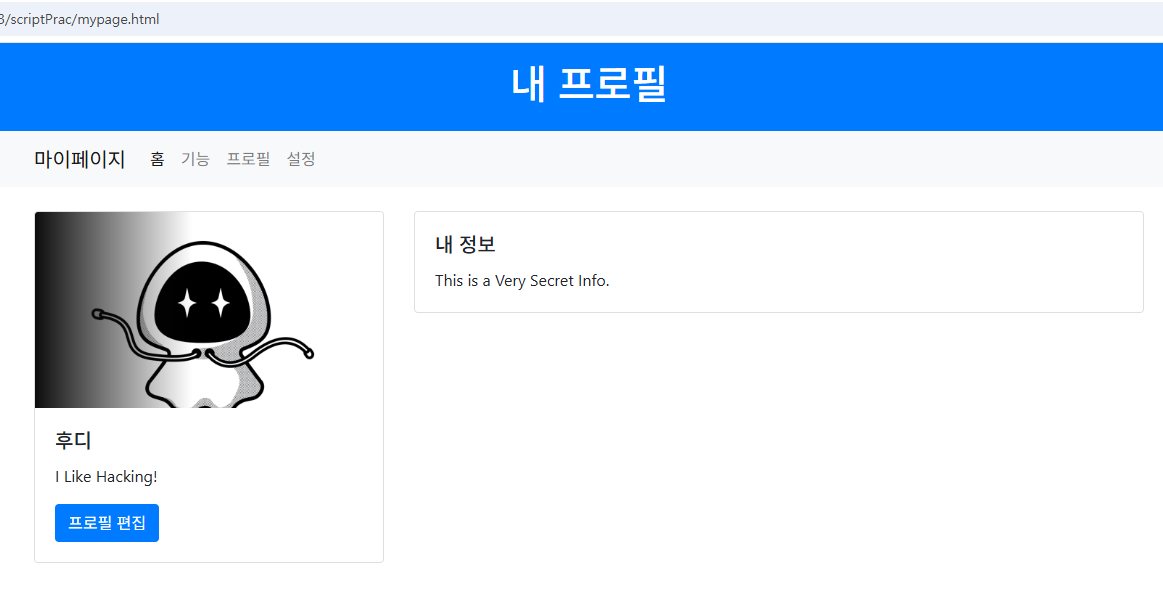 3/scriptPrac/mypage.html
내 프로필
마이페이지 홈 기능 프로필 설정
후디
I Like Hacking!
프로필 편집
내 정보
This is a Very Secret Info.